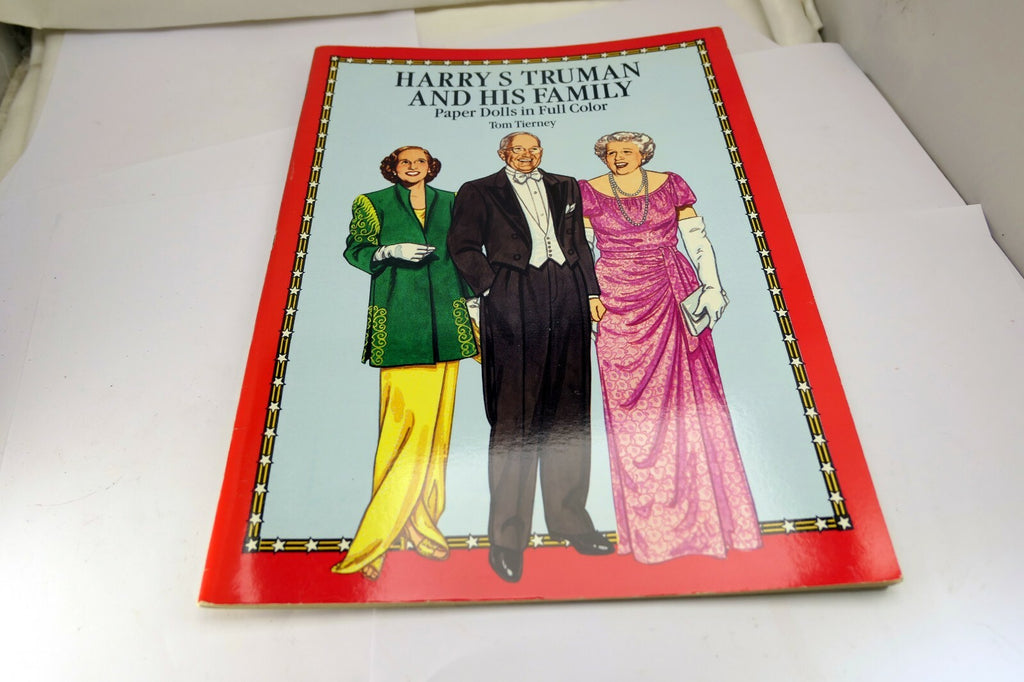 HARRY S TRUMAN
AND HIS FAMILY
Paper Dolls in Full Color
Tom Tierney